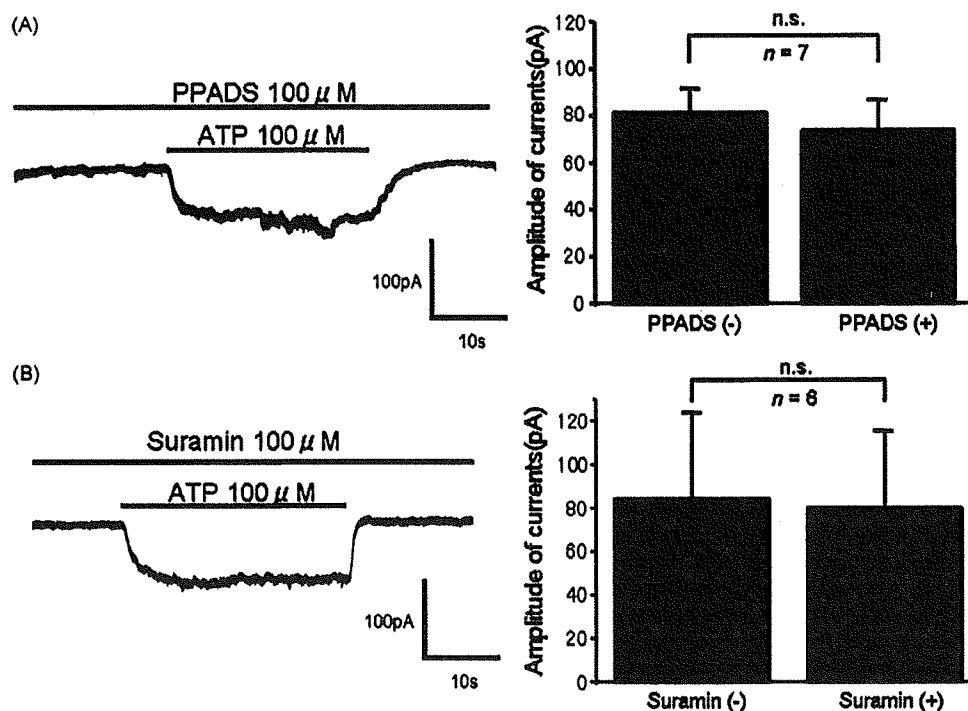 (A)
PPADS 100 μ M
ATP 100 μ M
100pA
10s
Amplitude of currents(pA)
120
100
80
60
40
20
0
n.s.
n = 7
PPADS (-)
PPADS (+)
(B)
Suramin 100 μ M
ATP 100 μ M
100pA
10s
Amplitude of currents(pA)
120
100
80
60
40
20
0
n.s.
n = 6
Suramin (-)
Suramin (+)